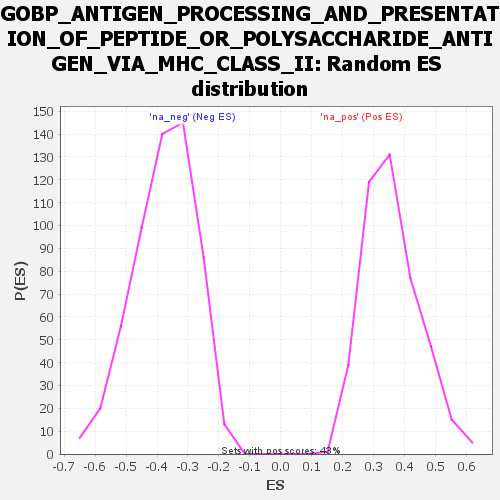 GOBP_ANTIGEN_PROCESSING_AND_PRESENTAT
ION_OF_PEPTIDE_OR_POLYSACCHARIDE_ANTI
GEN_VIA_MHC_CLASS_II: Random ES
distribution
'na_neg' (Neg ES)
'na_pos' (Pos ES)
150
140
130
120
110
100
90
80
70
60
50
40
30
20
10
0
P(ES)
Sets with pos scores: 43%
-0.7 -0.6 -0.5 -0.4 -0.3 -0.2 -0.1 0.0 0.1 0.2 0.3 0.4 0.5 0.6
ES